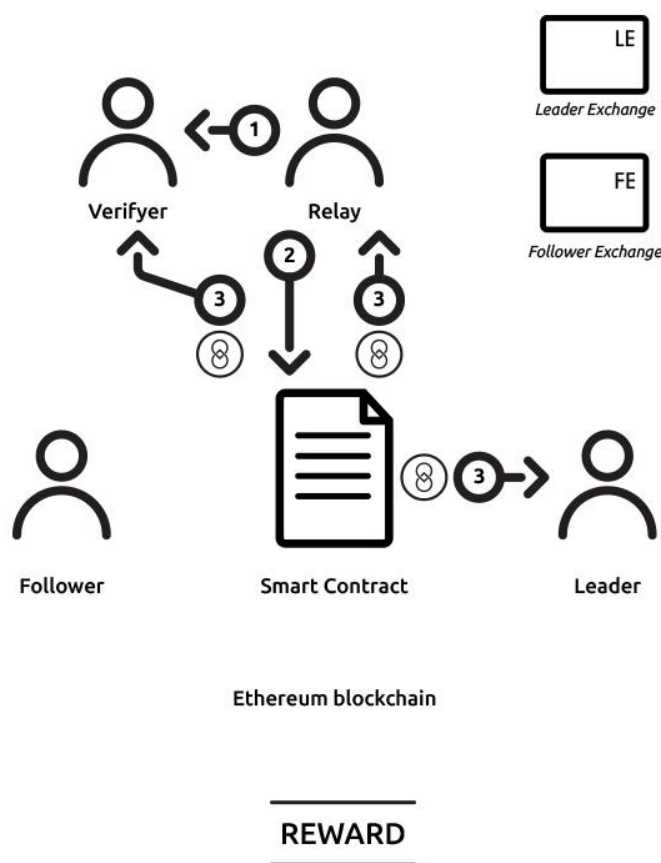 LE
Leader Exchange
1
Verifyer
Relay
FE
Follower Exchange
2
3
3
3
Follower
Smart Contract
Leader
Ethereum blockchain
REWARD